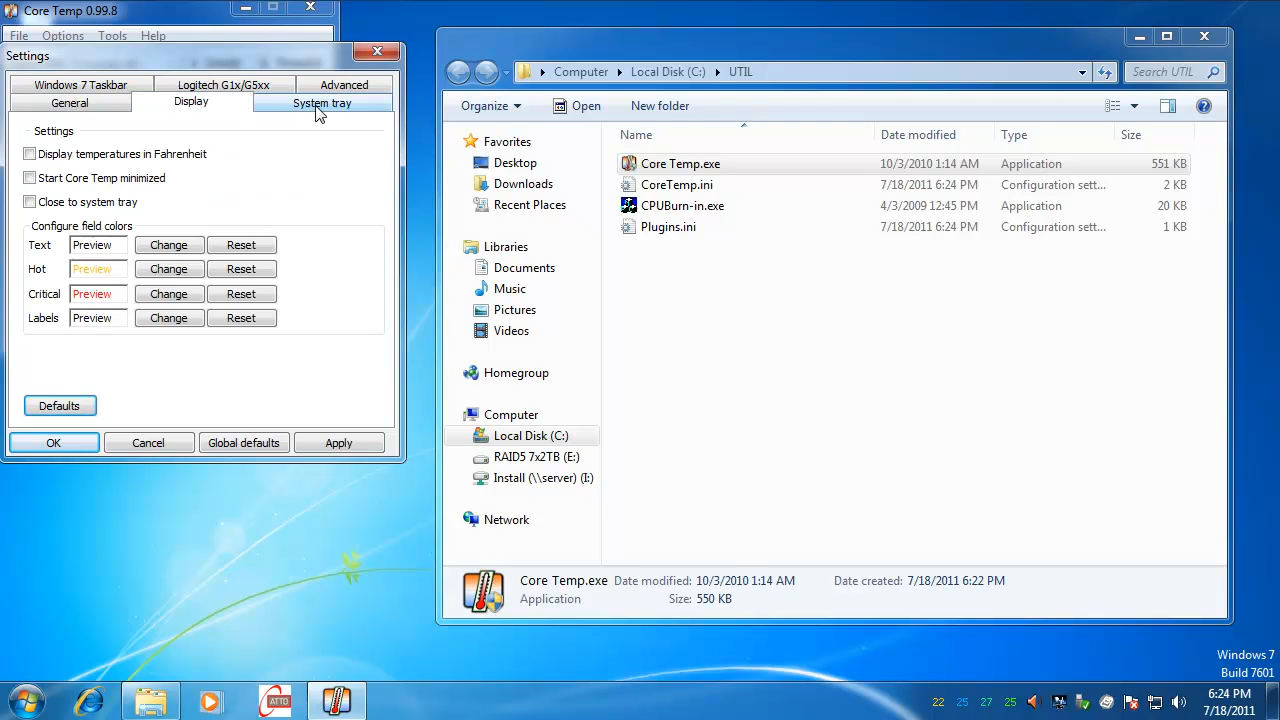 Core Temp 0.99.8
File Options Tools Help
Settings
Windows 7 Taskbar Logitech G1x/G5xx Advanced
General Display System tray
Settings
Display temperatures in Fahrenheit
Start Core Temp minimized
Close to system tray
Configure field colors
Text Preview Change Reset
Hot Preview Change Reset
Critical Preview Change Reset
Labels Preview Change Reset
Defaults
OK Cancel Global defaults Apply
Computer Local Disk (C:) UTIL Search UTIL
Organize Open New folder
Favorites
Desktop
Downloads
Recent Places
Libraries
Documents
Music
Pictures
Videos
Homegroup
Computer
Local Disk (C:)
RAID5 7x2TB (E:)
Install (\\server) (I:)
Network
Name Date modified Type Size
Core Temp.exe 10/3/2010 1:14 AM Application 551 KB
CoreTemp.ini 7/18/2011 6:24 PM Configuration sett... 2 KB
CPUBurn-in.exe 4/3/2009 12:45 PM Application 20 KB
Plugins.ini 7/18/2011 6:24 PM Configuration sett... 1 KB
Core Temp.exe Date modified: 10/3/2010 1:14 AM Date created: 7/18/2011 6:22 PM
Application Size: 550 KB
Windows 7
Build 7601
ATTO
22 25 27 25
6:24 PM
7/18/2011